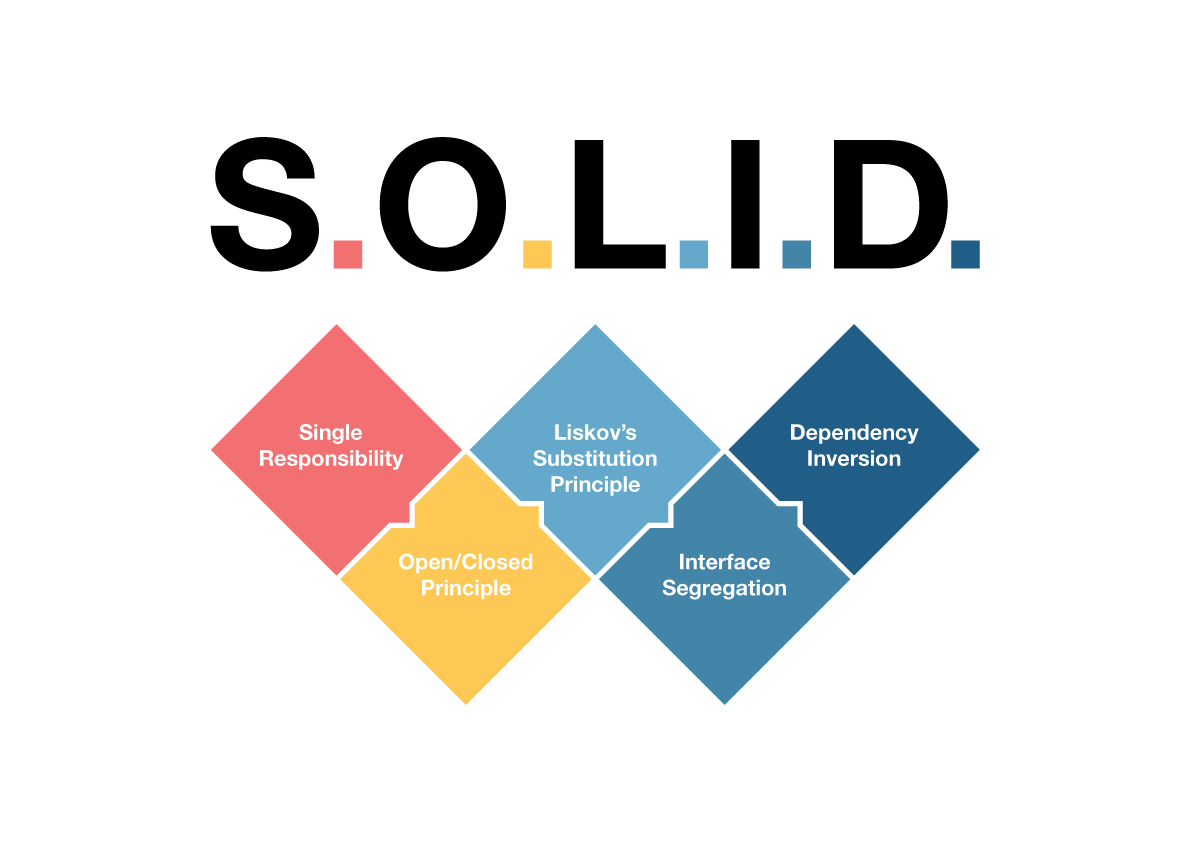 S.O.L.I.D.
Single
Responsibility
Open/Closed
Principle
Liskov’s
Substitution
Principle
Interface
Segregation
Dependency
Inversion